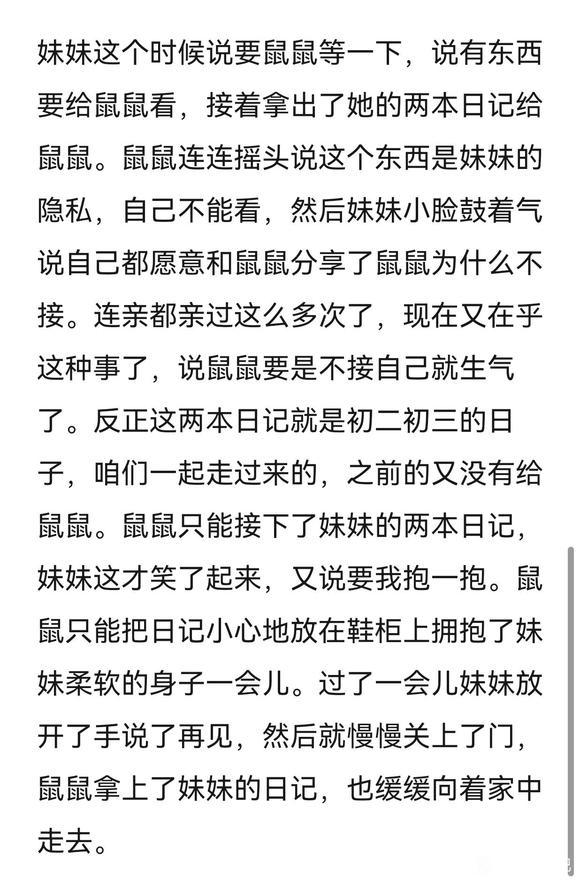 妹妹这个时候说要鼠鼠等一下，说有东西
要给鼠鼠看，接着拿出了她的两本日记给
鼠鼠。鼠鼠连连摇头说这个东西是妹妹的
隐私，自己不能看，然后妹妹小脸鼓着气
说自己都愿意和鼠鼠分享了鼠鼠为什么不
接。连亲都亲过这么多次了，现在又在乎
这种事了，说鼠鼠要是不接自己就生气
了。反正这两本日记就是初二初三的日
子，咱们一起走过来的，之前的又没有给
鼠鼠。鼠鼠只能接下了妹妹的两本日记，
妹妹这才笑了起来，又说要我抱一抱。鼠
鼠只能把日记小心地放在鞋柜上拥抱了妹
妹柔软的身子一会儿。过了一会儿妹妹放
开了手说了再见，然后就慢慢关上了门，
鼠鼠拿上了妹妹的日记，也缓缓向着家中
走去。